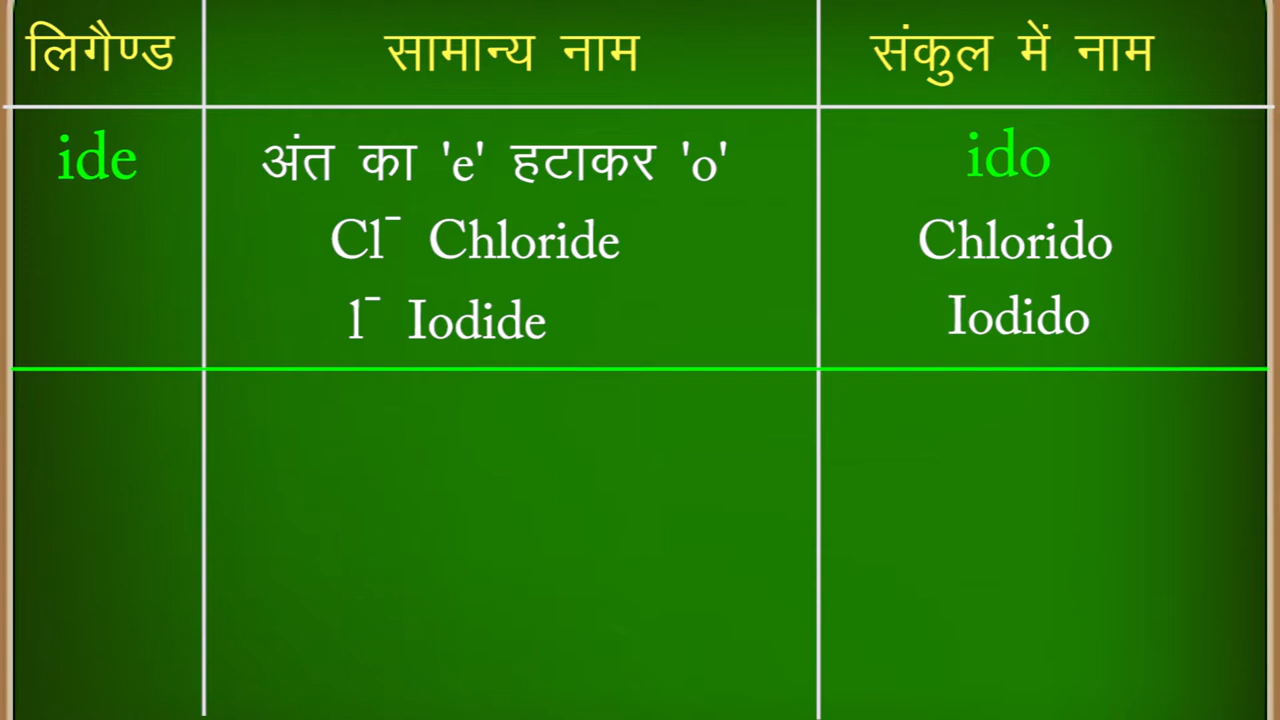 लिगैण्ड सामान्य नाम संकुल में नाम
ide अंत का 'e' हटाकर 'o' ido
Cl⁻ Chloride Chlorido
l⁻ Iodide Iodido